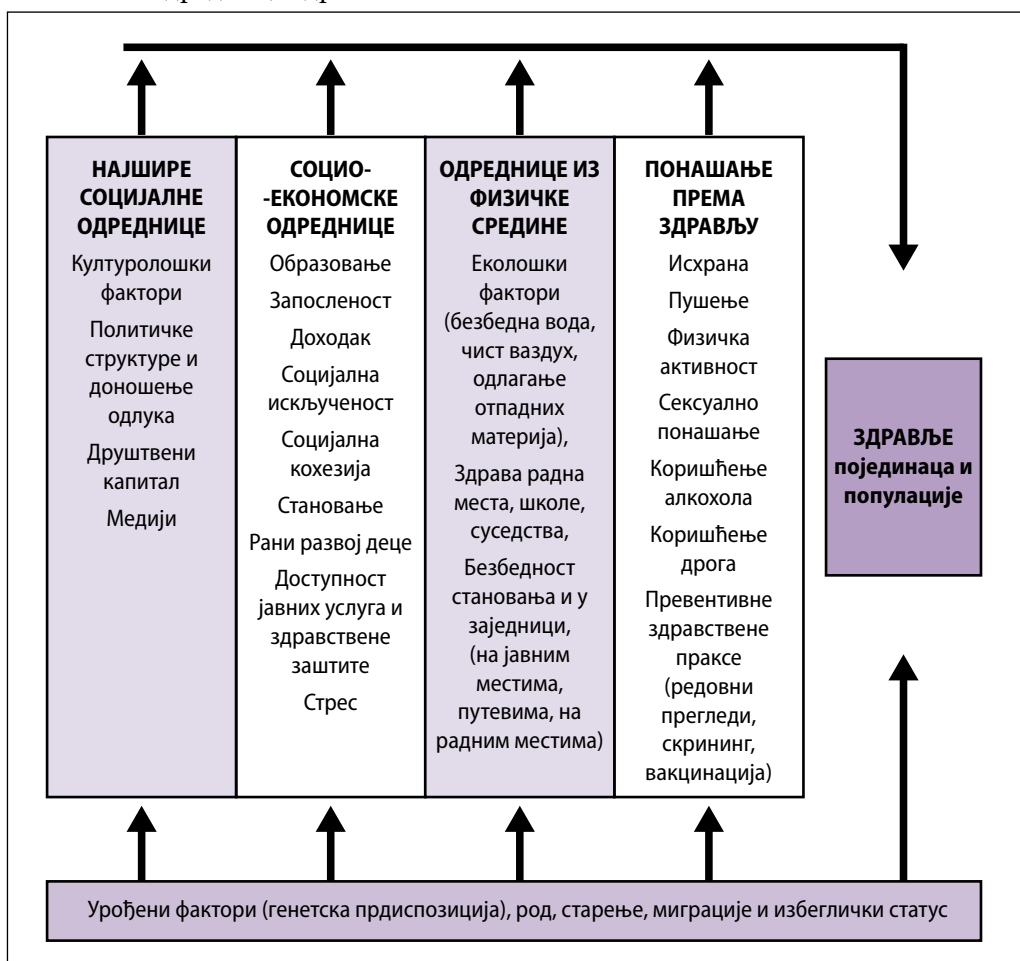 НАЈШИРЕ
СОЦИЈАЛНЕ
ОДРЕДНИЦЕ
Културолошки
фактори
Политичке
структуре и
доношење
одлука
Друштвени
капитал
Медији
СОЦИО-
-ЕКОНОМСКЕ
ОДРЕДНИЦЕ
Образовање
Запосленост
Доходак
Социјална
искљученост
Социјална
кохезија
Становање
Рани развој деце
Доступност
јавних услуга и
здравствене
заштите
Стрес
ОДРЕДНИЦЕ ИЗ
ФИЗИЧКЕ
СРЕДИНЕ
Еколошки
фактори
(безбедна вода,
чист ваздух,
одлагање
отпадних
материја),
Здрава радна
места, школе,
суседства,
Безбедност
становања и у
заједници,
(на јавним
местима,
путевима, на
радним местима)
ПОНАШАЊЕ
ПРЕМА
ЗДРАВЉУ
Исхрана
Пушење
Физичка
активност
Сексуално
понашање
Коришћење
алкохола
Коришћење
дрога
Превентивне
здравствене
праксе
(редовни
прегледи,
скрининг,
вакцинација)
ЗДРАВЉЕ
појединаца и
популације
Урођени фактори (генетска прдиспозиција), род, старење, миграције и избеглички статус